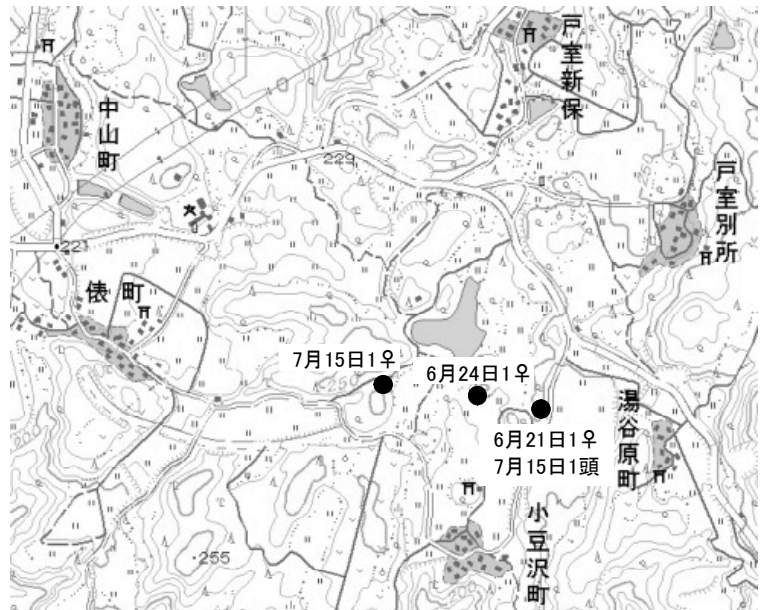 戸室新保
中山町
229
戸室別所
221
俵町
7月15日1♀
6月24日1♀
6月21日1♀
7月15日1頭
湯谷原町
小豆沢町
255